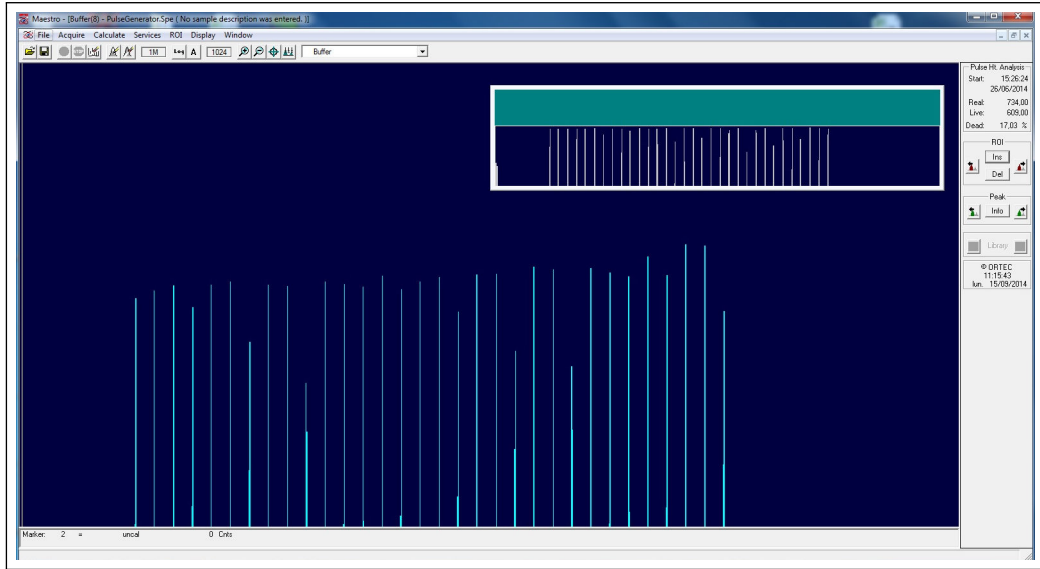 Maestro - [Buffer(8) - PulseGenerator.Spe ( No sample description was entered. )]
File Acquire Calculate Services ROI Display Window
1M Log A 1024 Buffer
Pulse Ht. Analysis
Start: 15:26:24
26/06/2014
Real: 734,00
Live: 609,00
Dead: 17,03 %
ROI
Ins
Del
Peak
Info
Library
© ORTEC
11:15:43
lun. 15/09/2014
Marker: 2 = uncal 0 Cnts